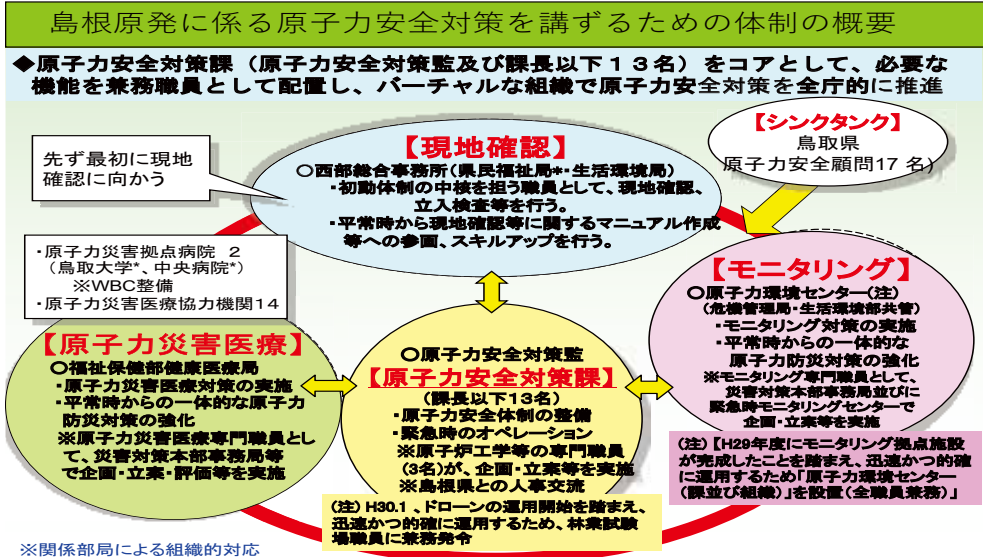 島根原発に係る原子力安全対策を講ずるための体制の概要
◆原子力安全対策課（原子力安全対策監及び課長以下１３名）をコアとして、必要な
機能を兼務職員として配置し、バーチャルな組織で原子力安全対策を全庁的に推進
【シンクタンク】
鳥取県
原子力安全顧問17 名)
先ず最初に現地
確認に向かう
【現地確認】
○西部総合事務所(県民福祉局*・生活環境局)
・初動体制の中核を担う職員として、現地確認、
立入検査等を行う。
・平常時から現地確認等に関するマニュアル作成
等への参画、スキルアップを行う。
・原子力災害拠点病院 2
(鳥取大学*、中央病院*)
※WBC整備
・原子力災害医療協力機関14
【原子力災害医療】
○福祉保健部健康医療局
・原子力災害医療対策の実施
・平常時からの一体的な原子力
防災対策の強化
※原子力災害医療専門職員とし
て、災害対策本部事務局等
で企画・立案・評価等を実施
○原子力安全対策監
【原子力安全対策課】
(課長以下13名)
・原子力安全体制の整備
・緊急時のオペレーション
※原子炉工学等の専門職員
(3名)が、企画・立案等を実施
※島根県との人事交流
(注) H30.1 、ドローンの運用開始を踏まえ、
迅速かつ的確に運用するため、林業試験
場職員に兼務発令
【モニタリング】
○原子力環境センター(注)
(危機管理局・生活環境部共管)
・モニタリング対策の実施
・平常時からの一体的な
原子力防災対策の強化
※モニタリング専門職員として、
災害対策本部事務局並びに
緊急時モニタリングセンターで
企画・立案等を実施
(注)【H29年度にモニタリング拠点施設
が完成したことを踏まえ、迅速かつ的確
に運用するため「原子力環境センター
(課並び組織)」を設置(全職員兼務)」
※関係部局による組織的対応